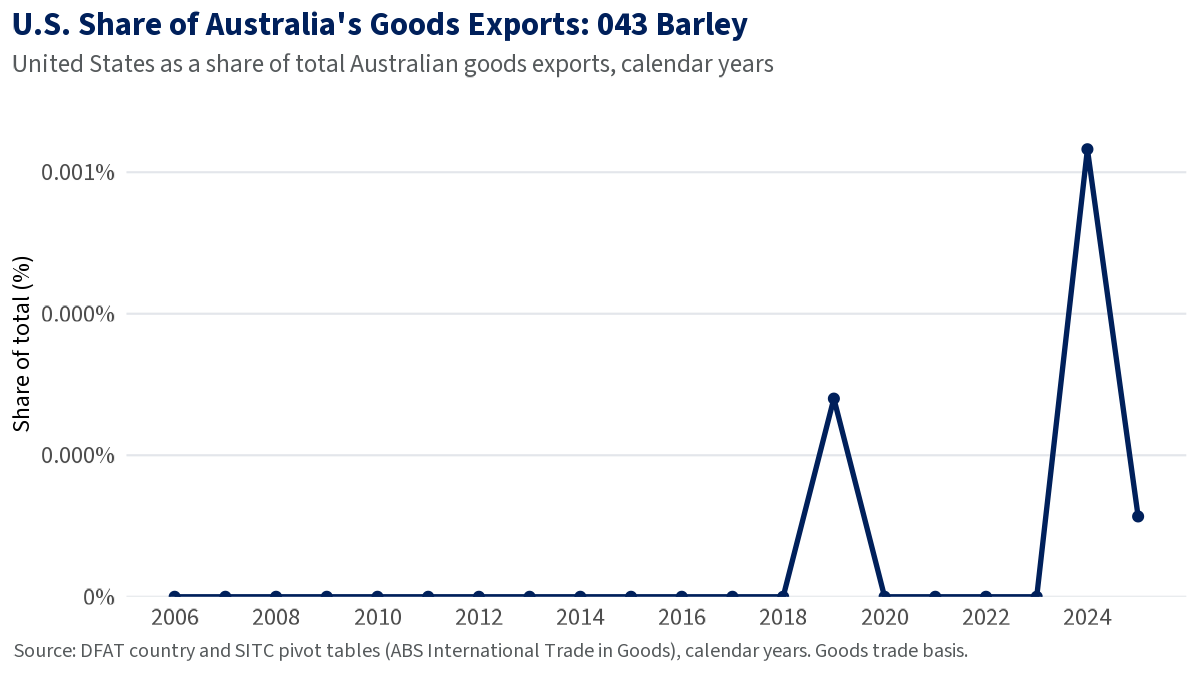 U.S. Share of Australia's Goods Exports: 043 Barley
United States as a share of total Australian goods exports, calendar years
Share of total (%)
0.001%
0.000%
0.000%
0%
2006 2008 2010 2012 2014 2016 2018 2020 2022 2024
Source: DFAT country and SITC pivot tables (ABS International Trade in Goods), calendar years. Goods trade basis.